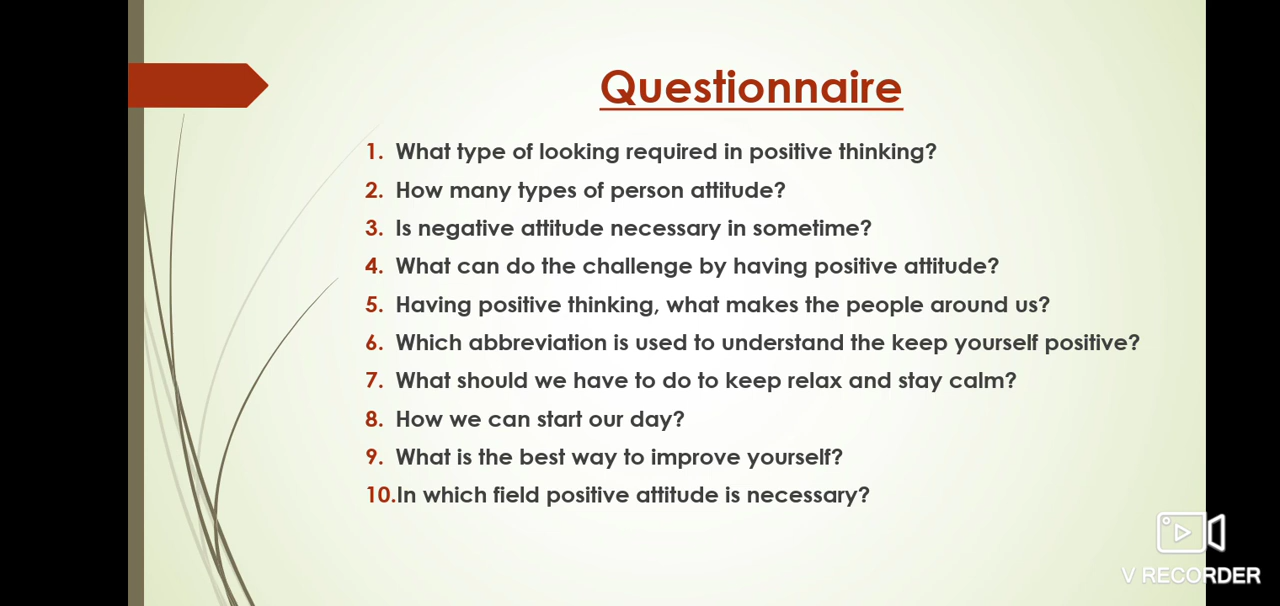 Questionnaire
1. What type of looking required in positive thinking?
2. How many types of person attitude?
3. Is negative attitude necessary in sometime?
4. What can do the challenge by having positive attitude?
5. Having positive thinking, what makes the people around us?
6. Which abbreviation is used to understand the keep yourself positive?
7. What should we have to do to keep relax and stay calm?
8. How we can start our day?
9. What is the best way to improve yourself?
10.In which field positive attitude is necessary?
V RECORDER